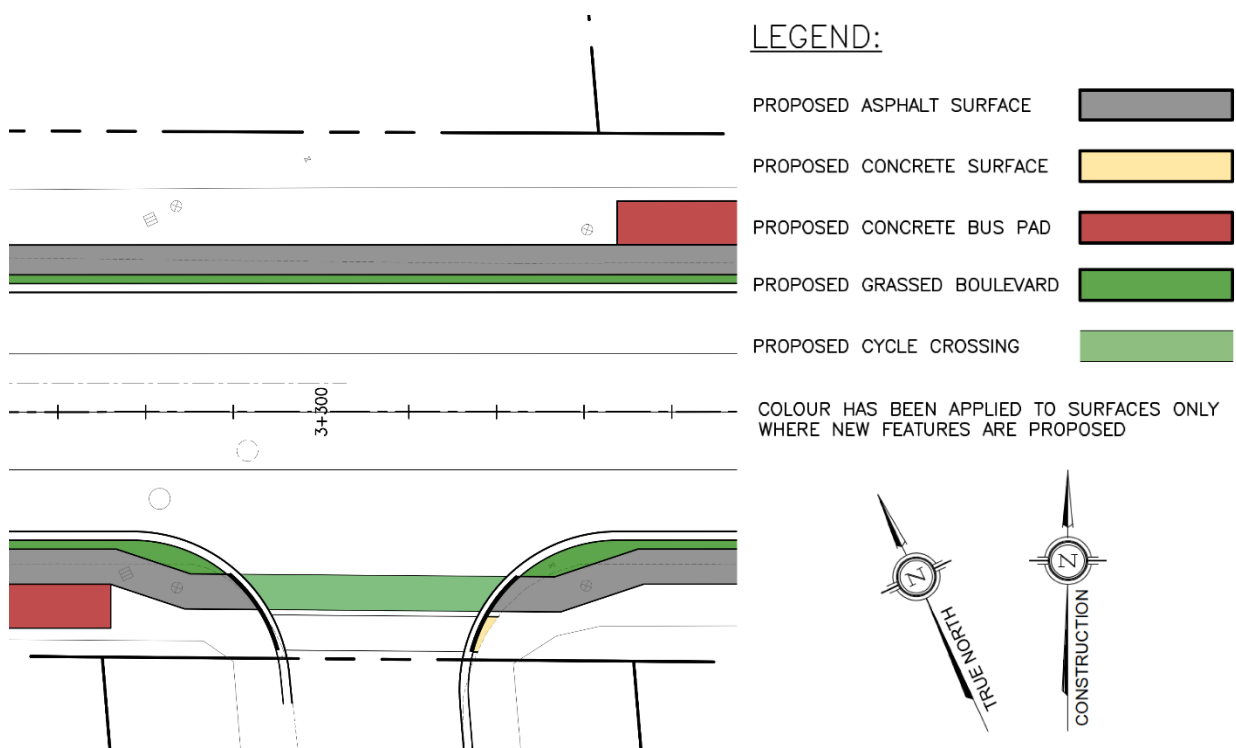 LEGEND:
PROPOSED ASPHALT SURFACE
PROPOSED CONCRETE SURFACE
PROPOSED CONCRETE BUS PAD
PROPOSED GRASSED BOULEVARD
PROPOSED CYCLE CROSSING
COLOUR HAS BEEN APPLIED TO SURFACES ONLY
WHERE NEW FEATURES ARE PROPOSED
3+300
N
TRUE NORTH
N
CONSTRUCTION